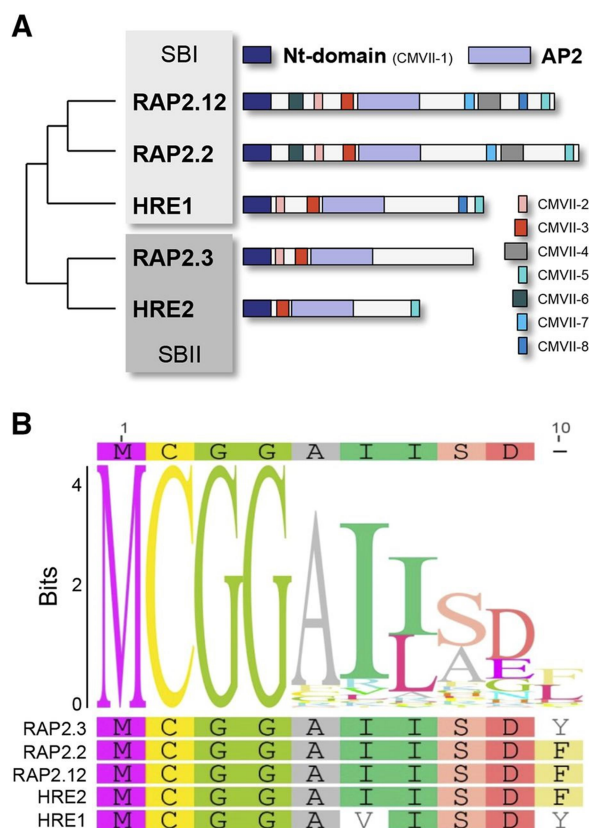 A
SBI
Nt-domain (CMVII-1)
AP2
RAP2.12
RAP2.2
HRE1
RAP2.3
HRE2
SBII
CMVII-2
CMVII-3
CMVII-4
CMVII-5
CMVII-6
CMVII-7
CMVII-8
B
1 10
M C G G A I I S D –
Bits
4
2
0
M C G G A I I S D F
L A E L
RAP2.3 M C G G A I I S D Y
RAP2.2 M C G G A I I S D F
RAP2.12 M C G G A I I S D F
HRE2 M C G G A I I S D F
HRE1 M C G G A V I S D Y